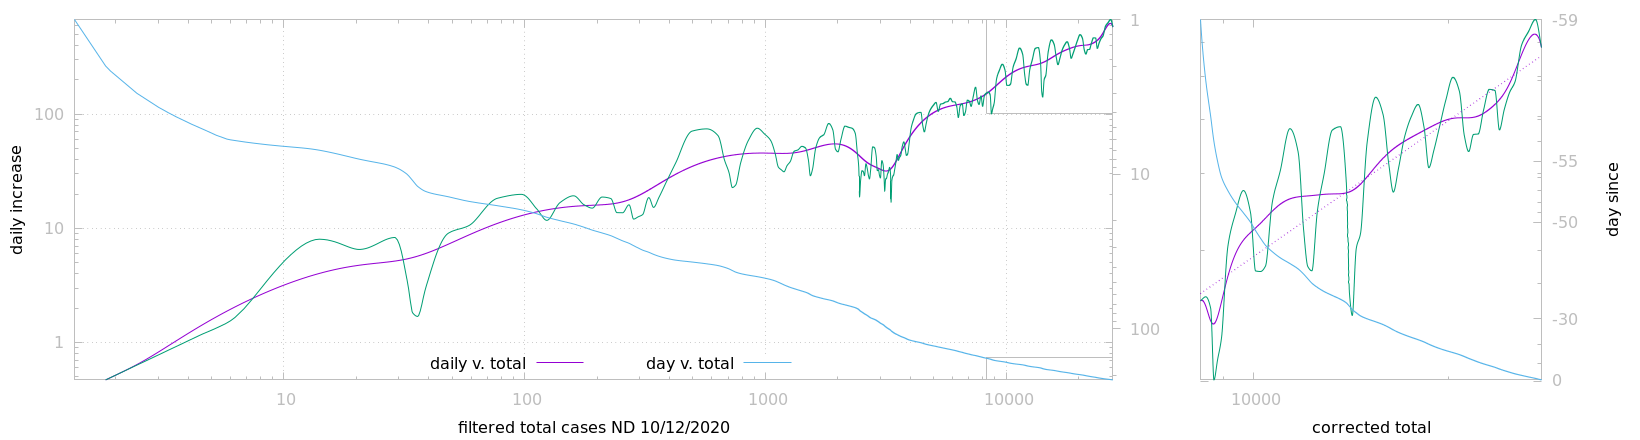 1
-59
100
10
-55
-50
10
100
-30
1
daily v. total
day v. total
0
10
100
1000
10000
10000
daily increase
day since
filtered total cases ND 10/12/2020
corrected total